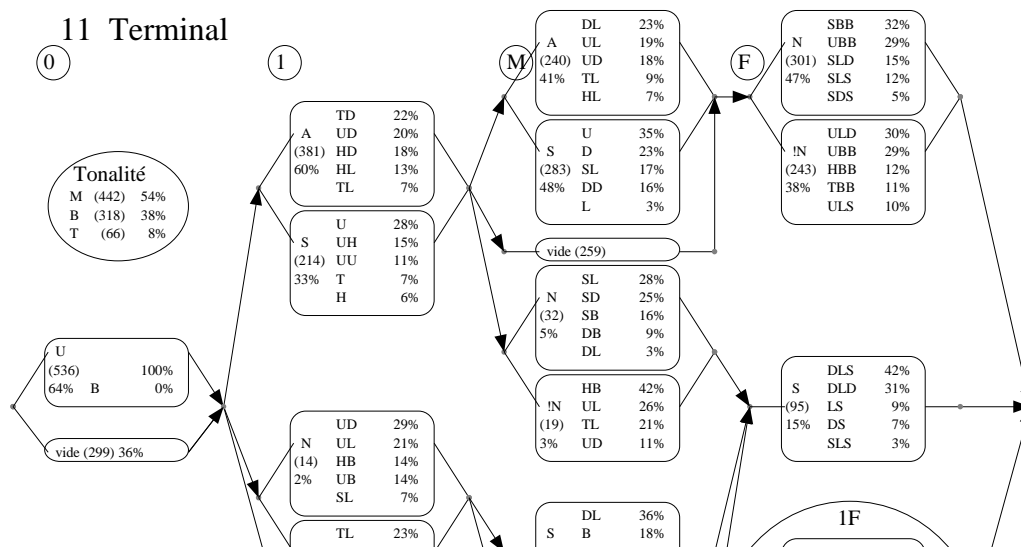 11 Terminal
0
1
M
F
Tonalité
M (442) 54%
B (318) 38%
T (66) 8%
U
(536) 100%
64% B 0%
vide (299) 36%
TD 22%
A UD 20%
(381) HD 18%
60% HL 13%
TL 7%
U 28%
S UH 15%
(214) UU 11%
33% T 7%
H 6%
UD 29%
N UL 21%
(14) HB 14%
2% UB 14%
SL 7%
TL 23%
DL 23%
A UL 19%
(240) UD 18%
41% TL 9%
HL 7%
U 35%
S D 23%
(283) SL 17%
48% DD 16%
L 3%
vide (259)
SL 28%
N SD 25%
(32) SB 16%
5% DB 9%
DL 3%
HB 42%
!N UL 26%
(19) TL 21%
3% UD 11%
DL 36%
S B 18%
SBB 32%
N UBB 29%
(301) SLD 15%
47% SLS 12%
SDS 5%
ULD 30%
!N UBB 29%
(243) HBB 12%
38% TBB 11%
ULS 10%
DLS 42%
S DLD 31%
(95) LS 9%
15% DS 7%
SLS 3%
1F